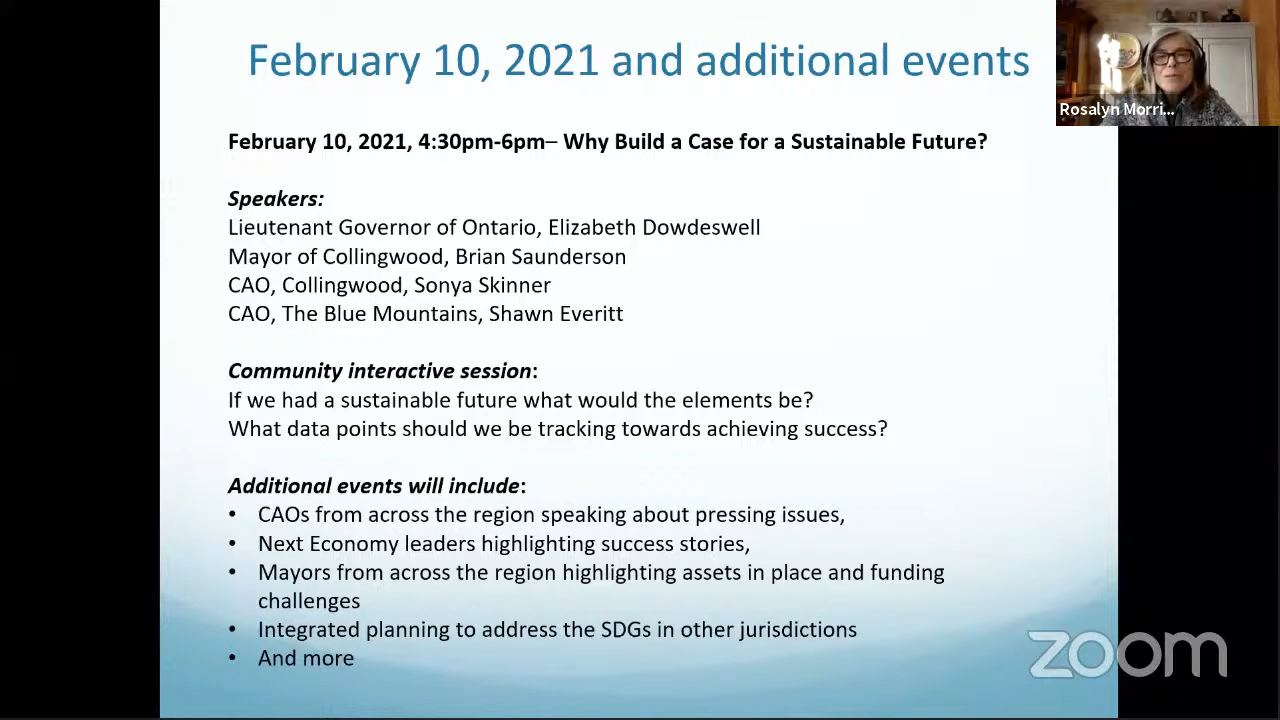 February 10, 2021 and additional events
Rosalyn Morri...
February 10, 2021, 4:30pm-6pm– Why Build a Case for a Sustainable Future?
Speakers:
Lieutenant Governor of Ontario, Elizabeth Dowdeswell
Mayor of Collingwood, Brian Saunderson
CAO, Collingwood, Sonya Skinner
CAO, The Blue Mountains, Shawn Everitt
Community interactive session:
If we had a sustainable future what would the elements be?
What data points should we be tracking towards achieving success?
Additional events will include:
• CAOs from across the region speaking about pressing issues,
• Next Economy leaders highlighting success stories,
• Mayors from across the region highlighting assets in place and funding
challenges
• Integrated planning to address the SDGs in other jurisdictions
• And more
zoom